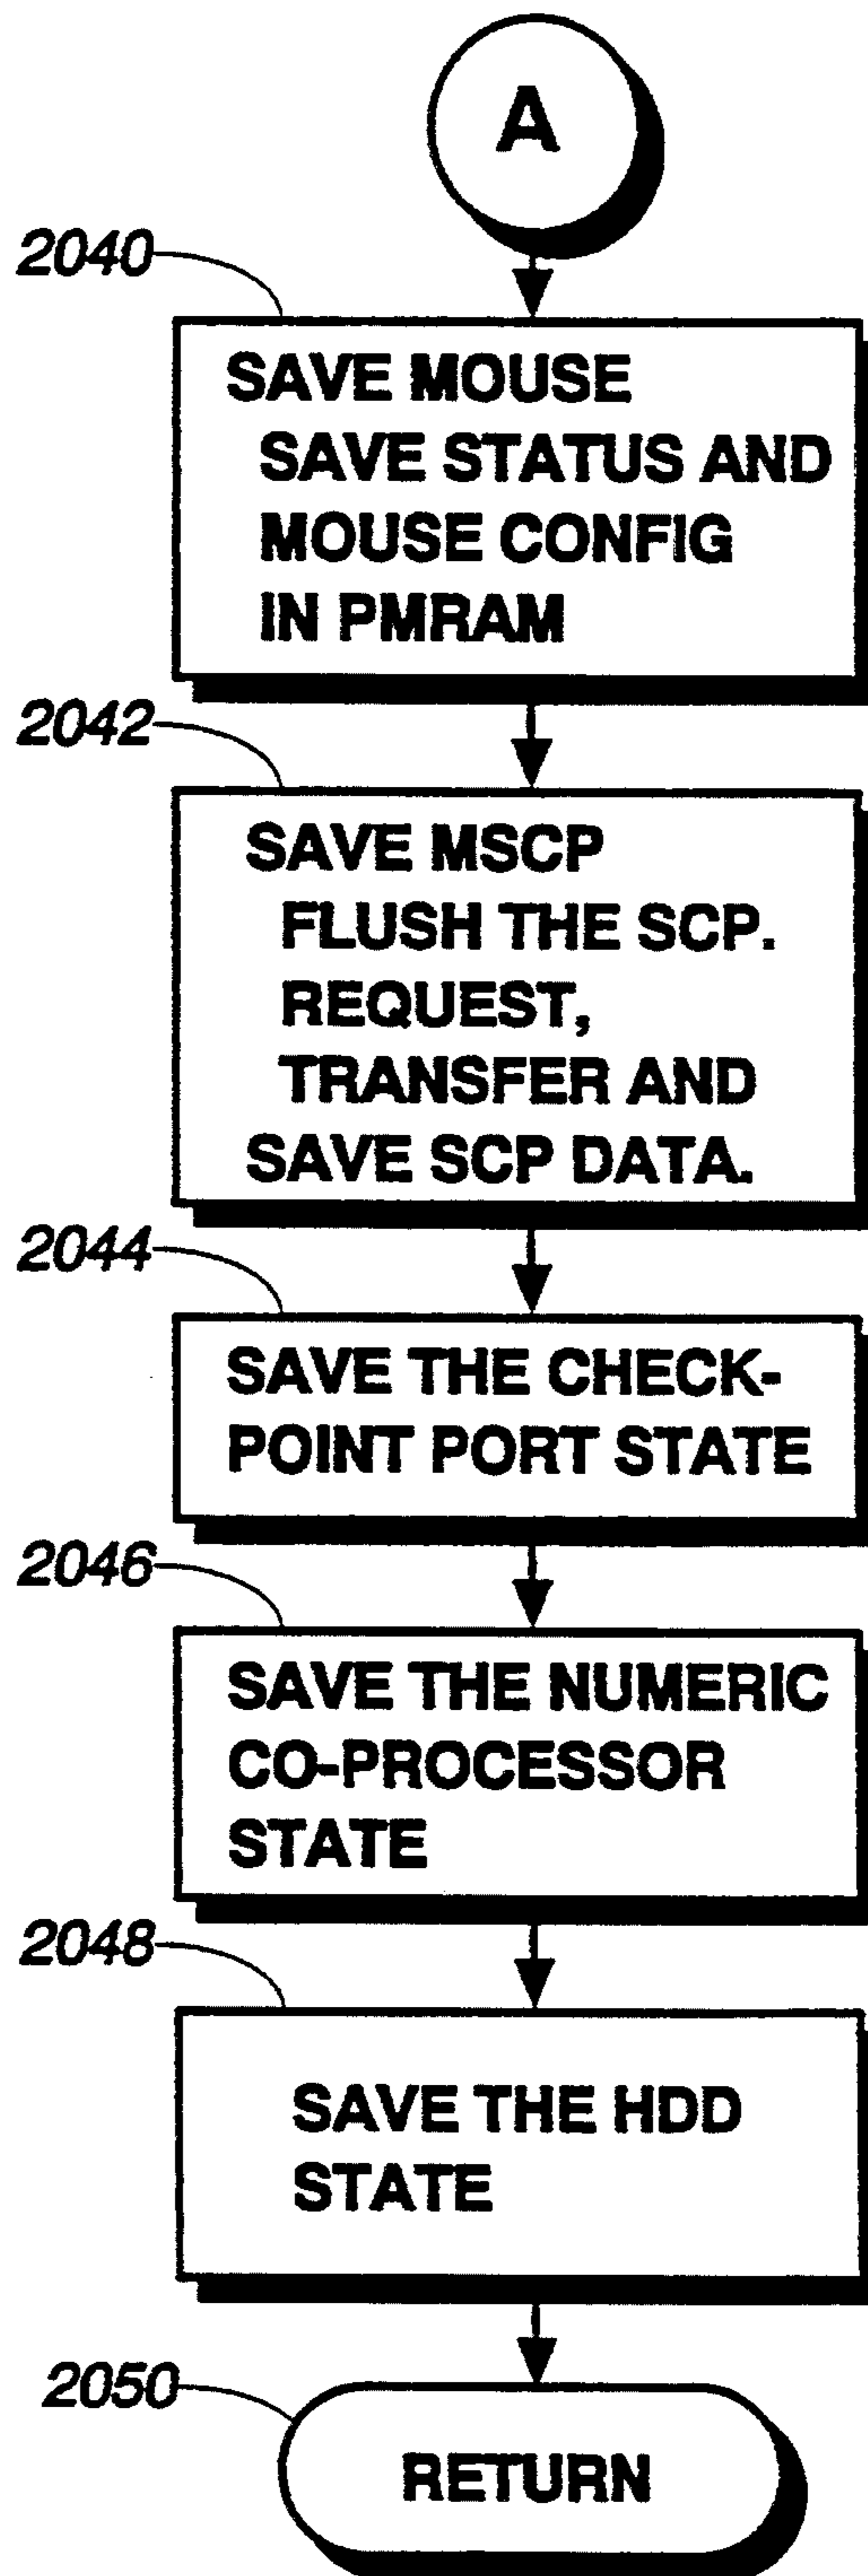 A
2040
SAVE MOUSE
SAVE STATUS AND
MOUSE CONFIG
IN PMRAM
2042
SAVE MSCP
FLUSH THE SCP.
REQUEST,
TRANSFER AND
SAVE SCP DATA.
2044
SAVE THE CHECK-
POINT PORT STATE
2046
SAVE THE NUMERIC
CO-PROCESSOR
STATE
2048
SAVE THE HDD
STATE
2050
RETURN